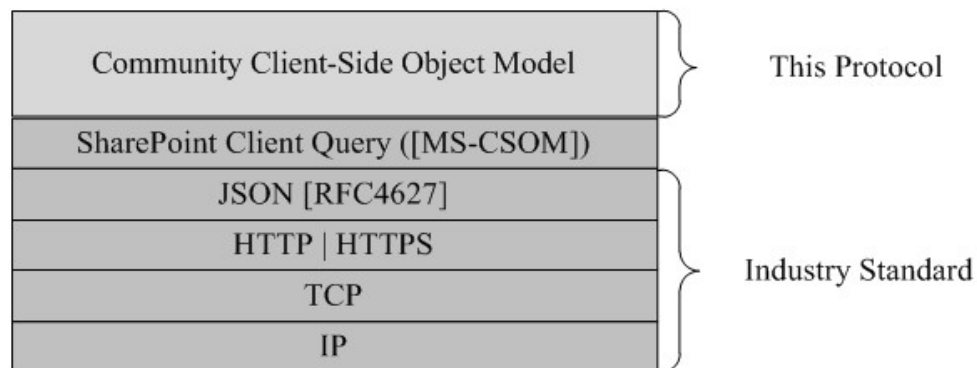 Community Client-Side Object Model
This Protocol
SharePoint Client Query ([MS-CSOM])
JSON [RFC4627]
HTTP | HTTPS
Industry Standard
TCP
IP